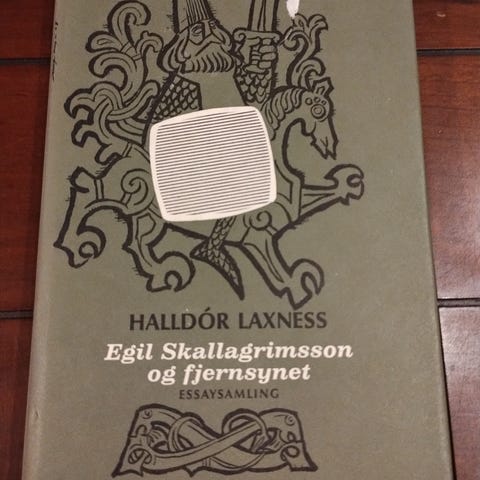 HALLDÓR LAXNESS
Egil Skallagrimsson
og fjernsynet
ESSAYSAMLING